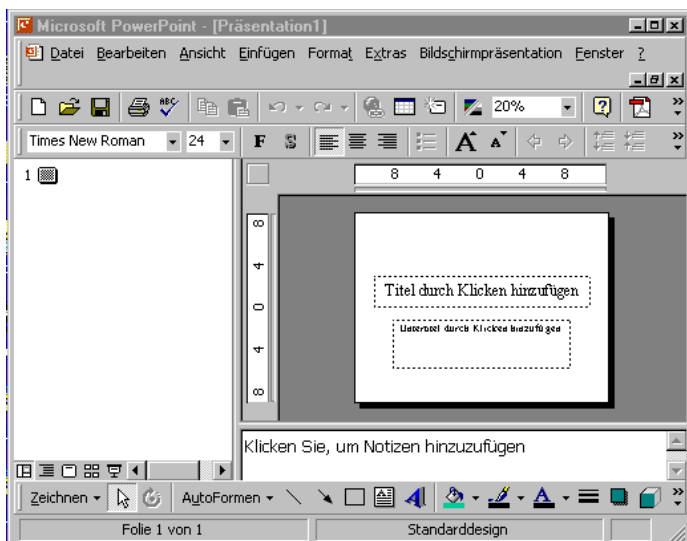 Microsoft PowerPoint - [Präsentation1]
Datei Bearbeiten Ansicht Einfügen Format Extras Bildschirmpräsentation Fenster ?
ABC 20%
Times New Roman 24 F S A A
1
8 4 0 4 8
8
4
0
4
8
Titel durch Klicken hinzufügen
Untertitel durch Klicken hinzufügen
Klicken Sie, um Notizen hinzuzufügen
Zeichnen AutoFormen A
Folie 1 von 1 Standarddesign